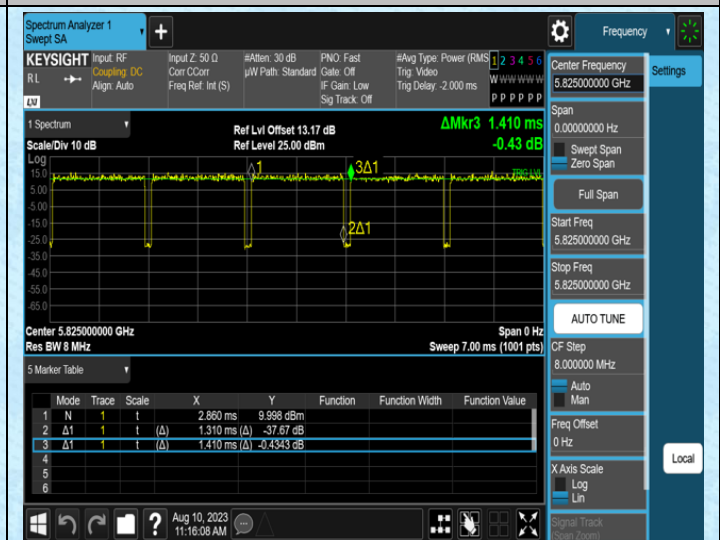 Spectrum Analyzer 1
Swept SA
+
Frequency
KEYSIGHT
RL
LXI
Input: RF
Coupling: DC
Align: Auto
Input Z: 50 Ω
Corr CCorr
Freq Ref: Int (S)
#Atten: 30 dB
µW Path: Standard
PNO: Fast
Gate: Off
IF Gain: Low
Sig Track: Off
#Avg Type: Power (RMS
Trig: Video
Trig Delay: -2.000 ms
1 2 3 4 5 6
W W W W W W
P P P P P P
1 Spectrum
Scale/Div 10 dB
Ref Lvl Offset 13.17 dB
Ref Level 25.00 dBm
ΔMkr3 1.410 ms
-0.43 dB
Log
15.0
5.00
-5.00
-15.0
-25.0
-35.0
-45.0
-55.0
-65.0
1
3Δ1
2Δ1
TRIG LVL
Center 5.825000000 GHz
Res BW 8 MHz
Span 0 Hz
Sweep 7.00 ms (1001 pts)
5 Marker Table
Mode Trace Scale X Y Function Function Width Function Value
1 N 1 t 2.860 ms 9.998 dBm
2 Δ1 1 t (Δ) 1.310 ms (Δ) -37.67 dB
3 Δ1 1 t (Δ) 1.410 ms (Δ) -0.4343 dB
4
5
6
?
Aug 10, 2023
11:16:08 AM
Center Frequency
5.825000000 GHz
Span
0.00000000 Hz
Swept Span
Zero Span
Full Span
Start Freq
5.825000000 GHz
Stop Freq
5.825000000 GHz
AUTO TUNE
CF Step
8.000000 MHz
Auto
Man
Freq Offset
0 Hz
X Axis Scale
Log
Lin
Signal Track
(Span Zoom)
Settings
Local